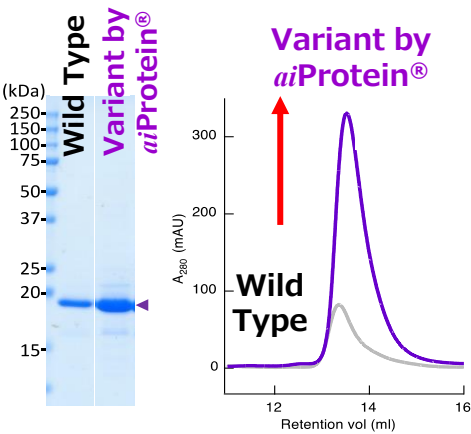 (kDa)
250
150
100
75
50
37
25
20
15
Wild Type
Variant by
aiProtein®
Variant by
aiProtein®
300
200
100
0
A280 (mAU)
Wild
Type
12
14
16
Retention vol (ml)